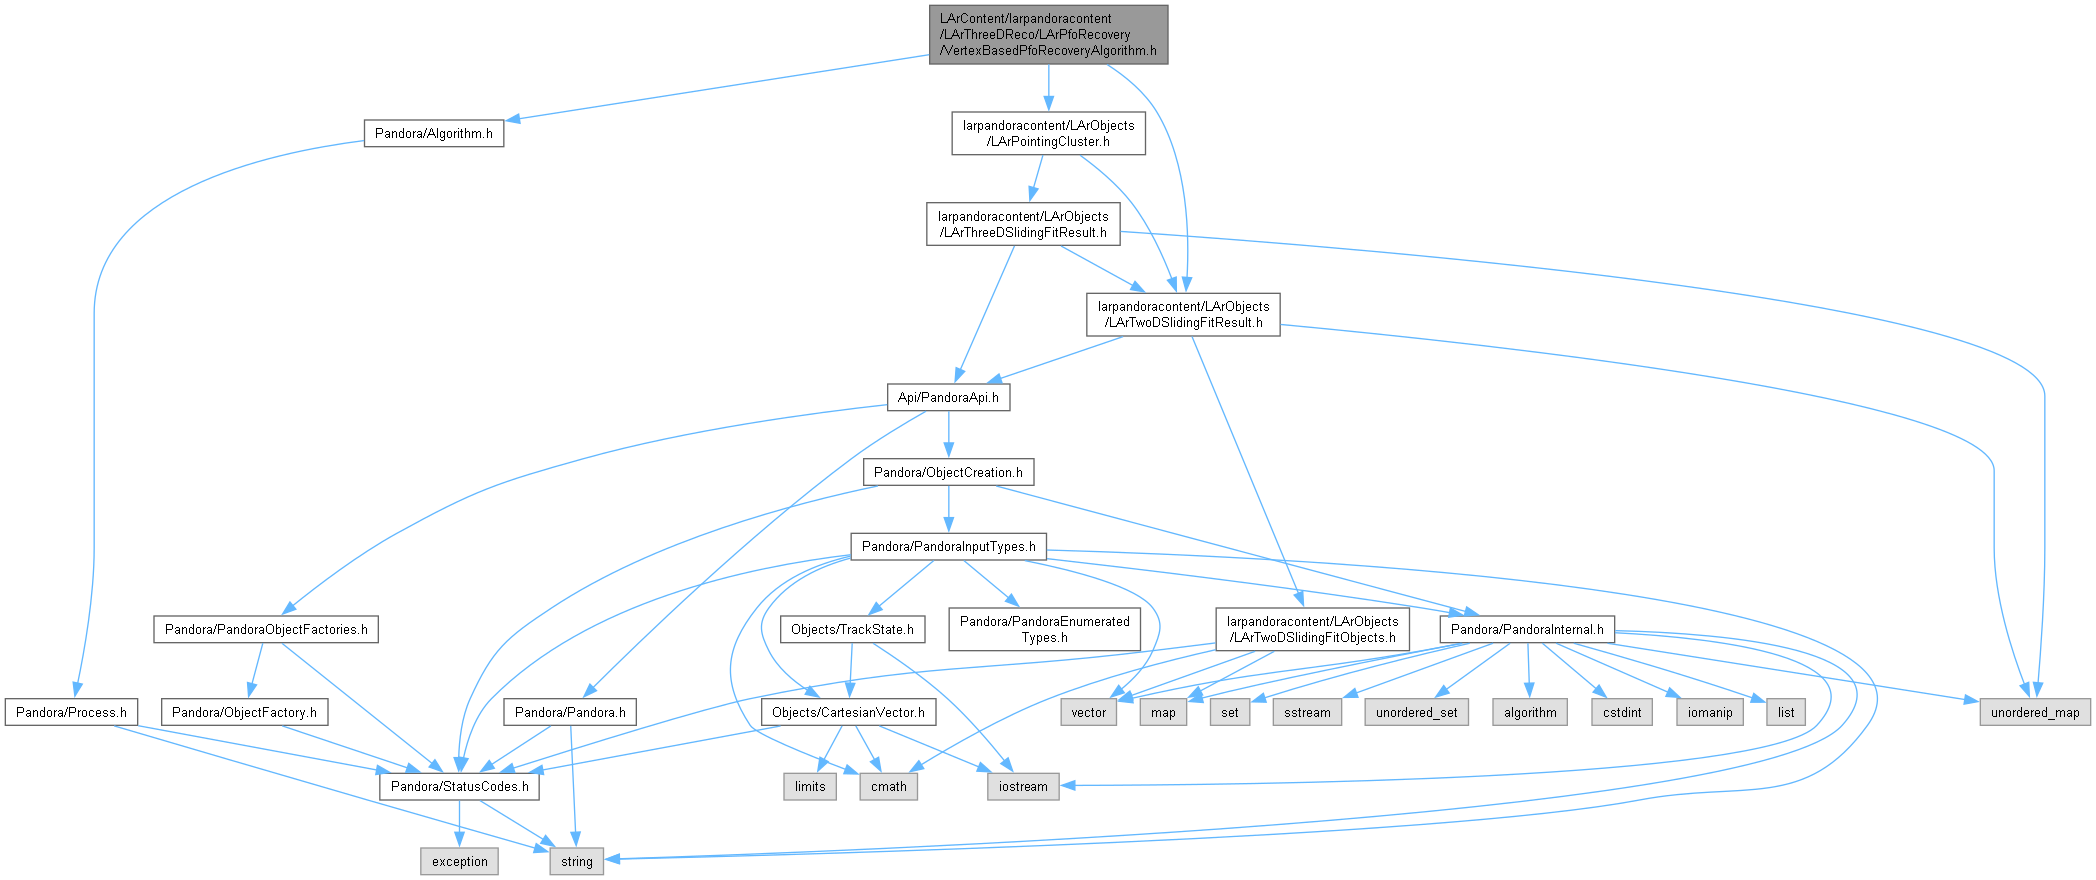 LArContent/larpandoracontent
/LArThreeDReco/LArPfoRecovery
/VertexBasedPfoRecoveryAlgorithm.h
Pandora/Algorithm.h
larpandoracontent/LArObjects
/LArPointingCluster.h
larpandoracontent/LArObjects
/LArThreeDSlidingFitResult.h
larpandoracontent/LArObjects
/LArTwoDSlidingFitResult.h
Api/PandoraApi.h
Pandora/ObjectCreation.h
Pandora/PandoraInputTypes.h
Pandora/PandoraObjectFactories.h
Objects/TrackState.h
Pandora/PandoraEnumerated
Types.h
larpandoracontent/LArObjects
/LArTwoDSlidingFitObjects.h
Pandora/PandoraInternal.h
Pandora/Process.h
Pandora/ObjectFactory.h
Pandora/Pandora.h
Objects/CartesianVector.h
vector
map
set
sstream
unordered_set
algorithm
cstdint
iomanip
list
unordered_map
Pandora/StatusCodes.h
limits
cmath
iostream
exception
string